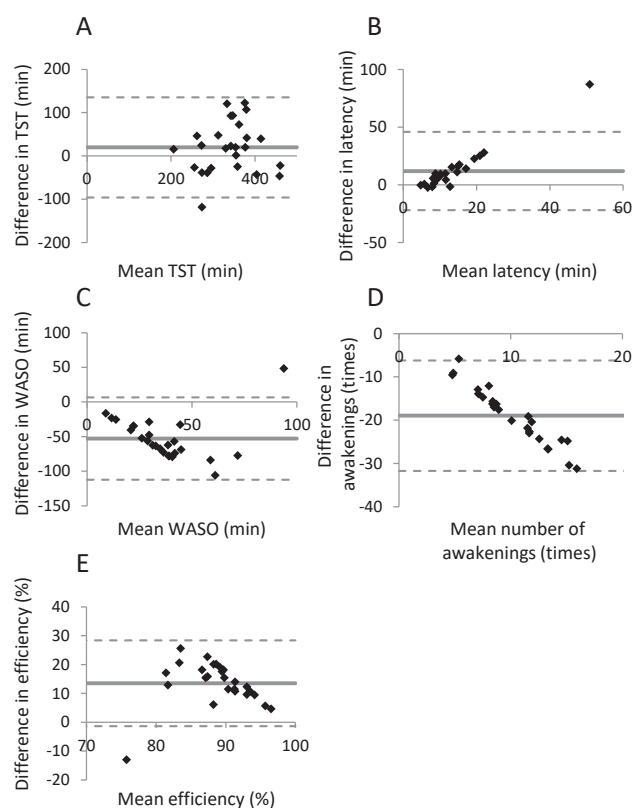 A
Difference in TST (min)
200
100
0
-100
-200
0
200
400
Mean TST (min)
B
Difference in latency (min)
100
50
0
-50
0
20
40
60
Mean latency (min)
C
Difference in WASO (min)
100
50
0
-50
-100
-150
0
50
100
Mean WASO (min)
D
Difference in
awakenings (times)
0
-10
-20
-30
-40
0
10
20
Mean number of
awakenings (times)
E
Difference in efficiency (%)
40
30
20
10
0
-10
-20
70
80
90
100
Mean efficiency (%)